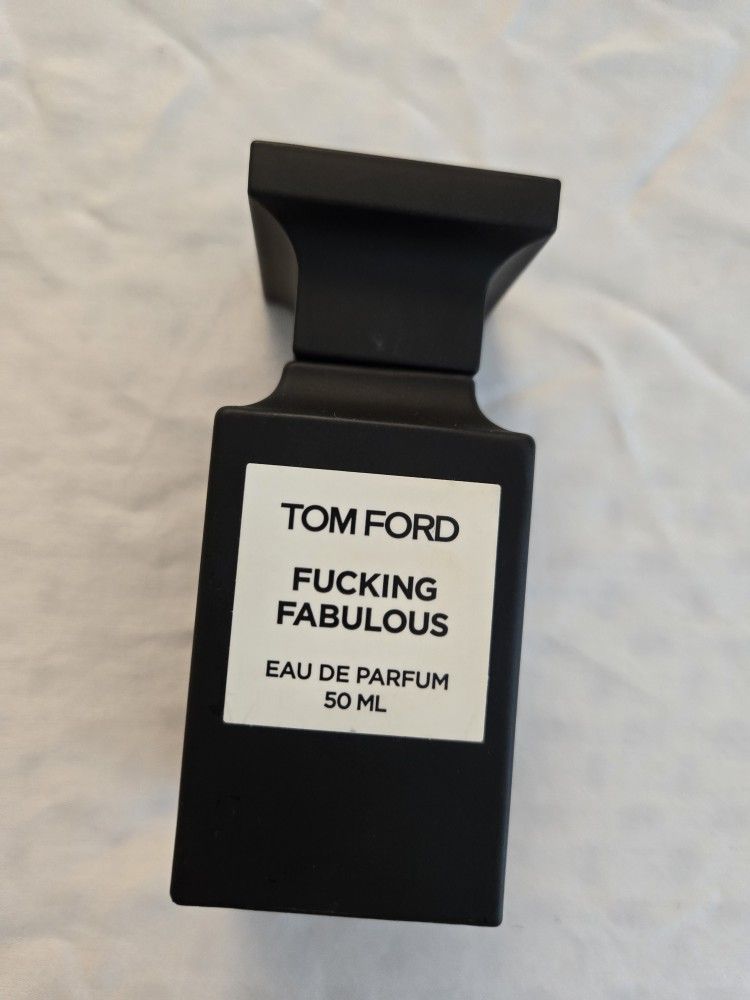 TOM FORD
FUCKING
FABULOUS
EAU DE PARFUM
50 ML